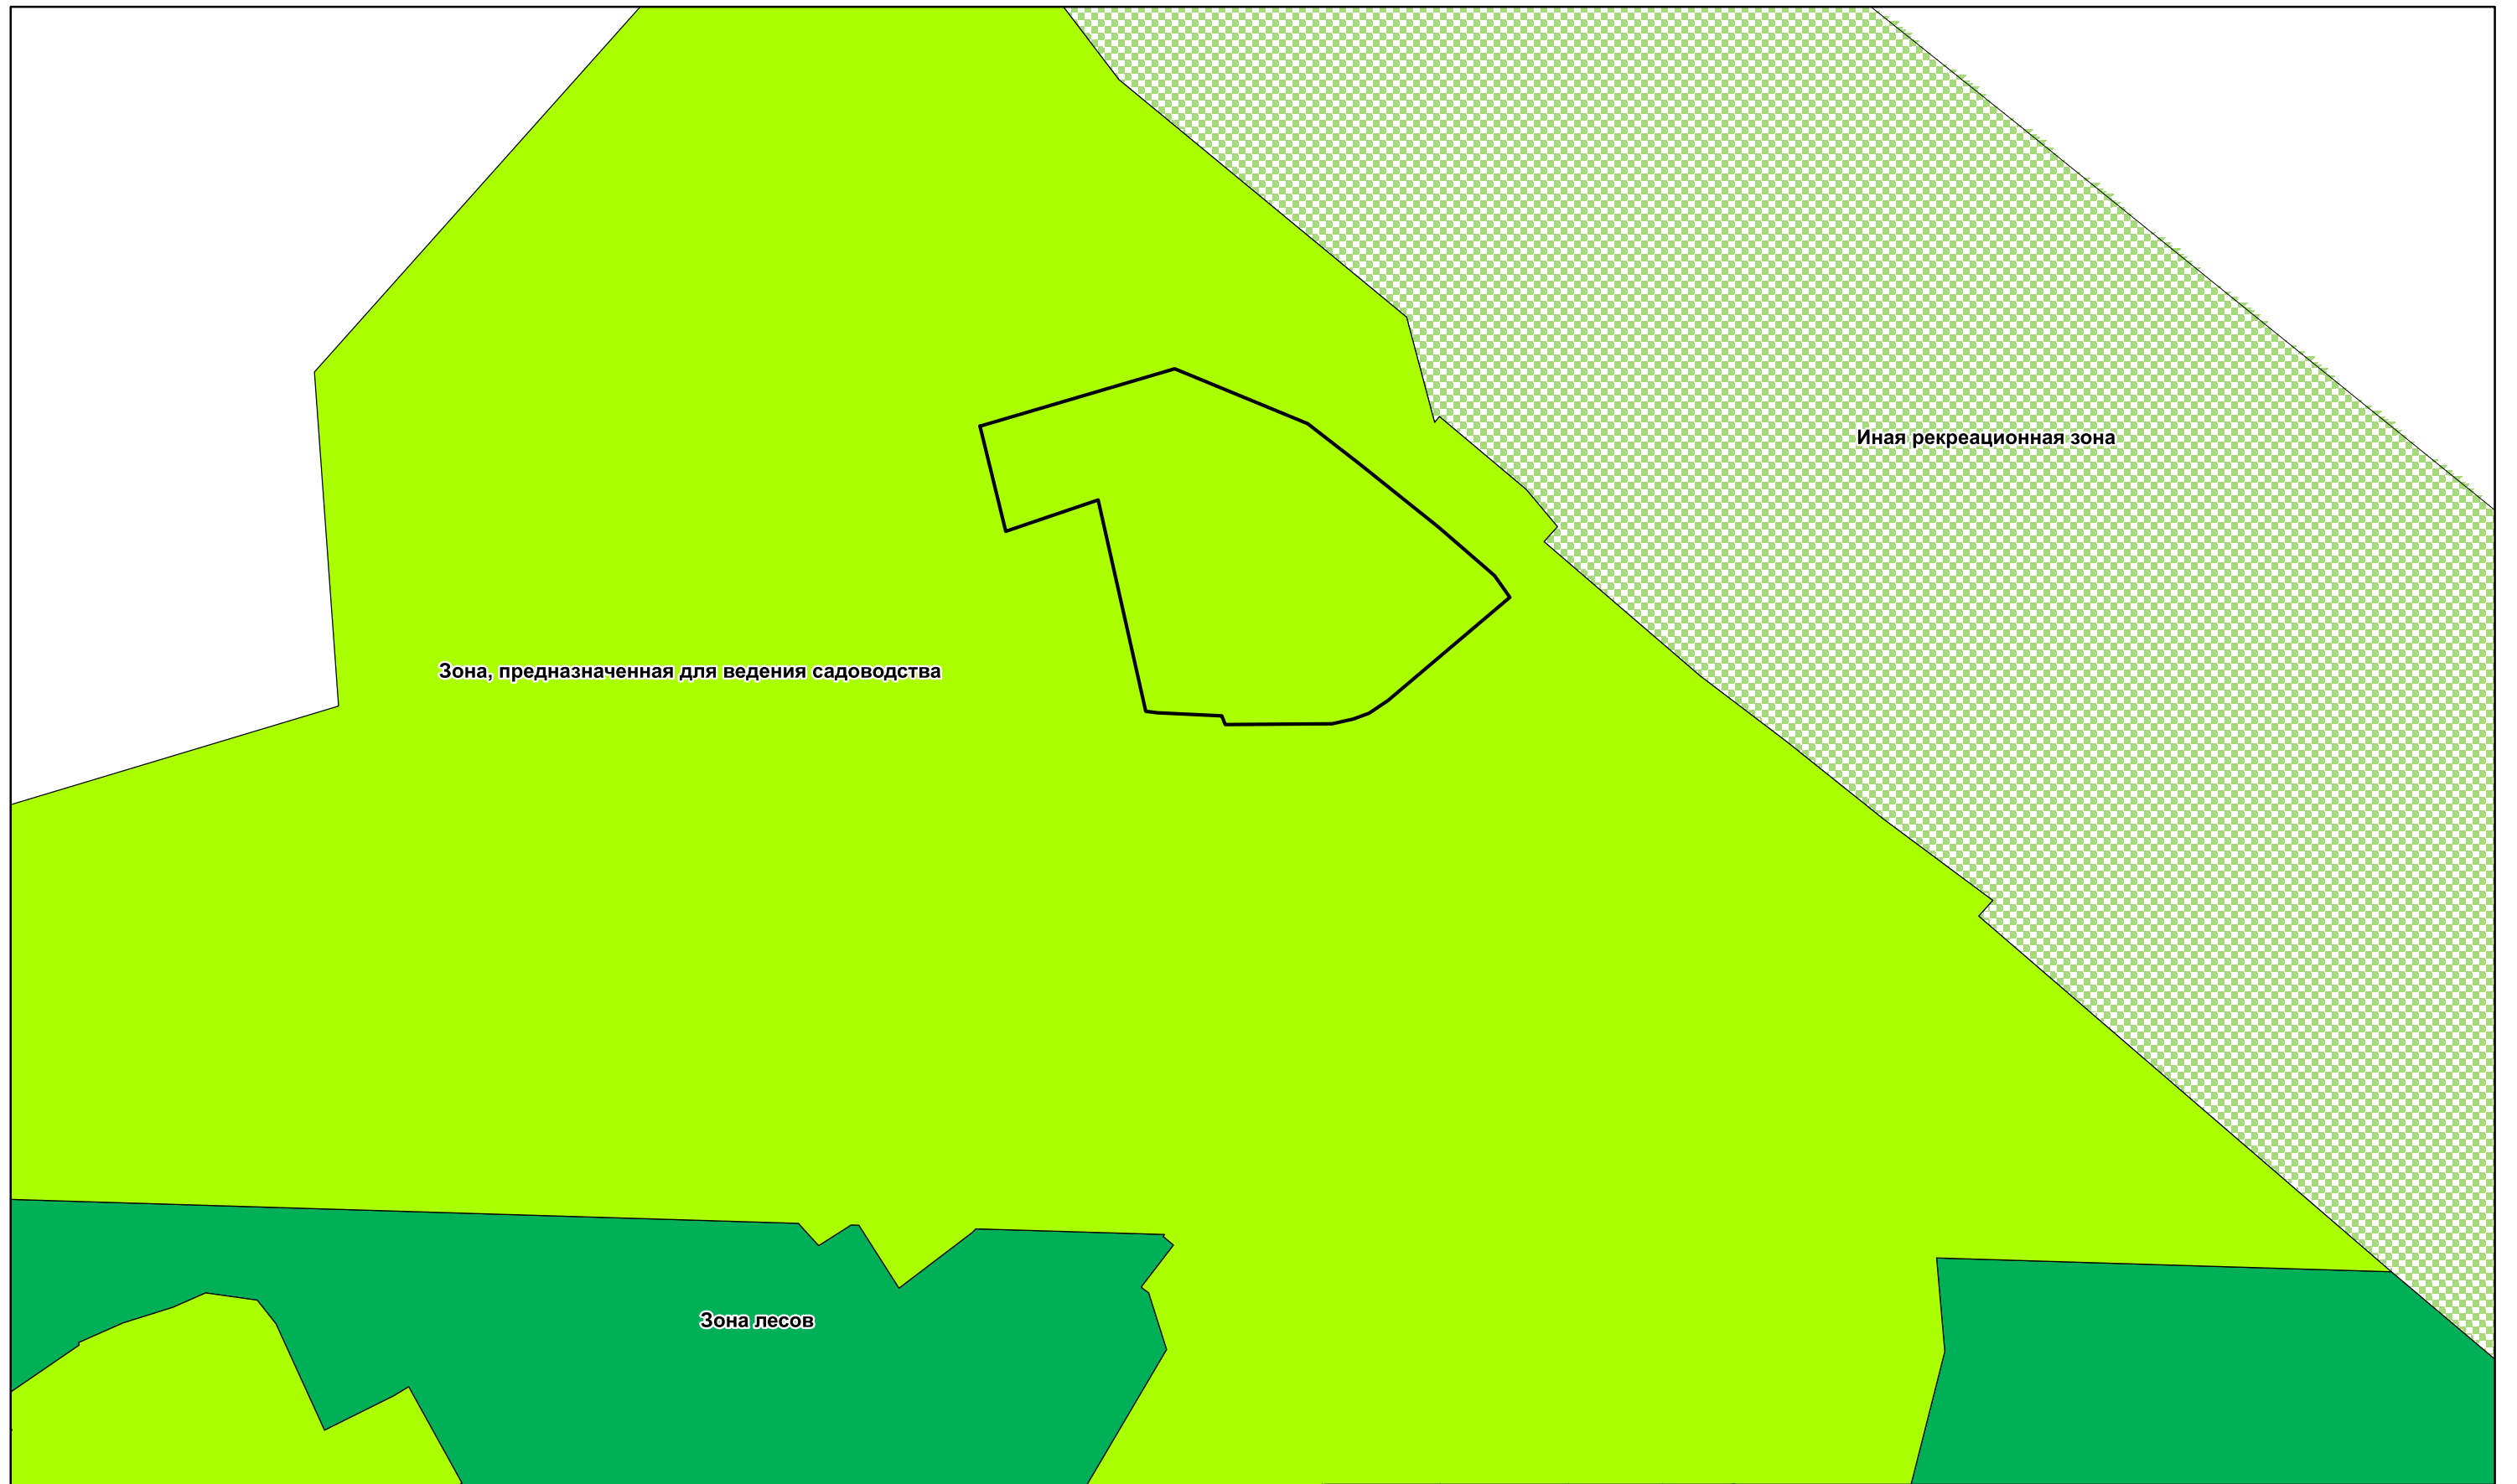 Иная рекреационная зона
Зона, предназначенная для ведения садоводства
Зона лесов